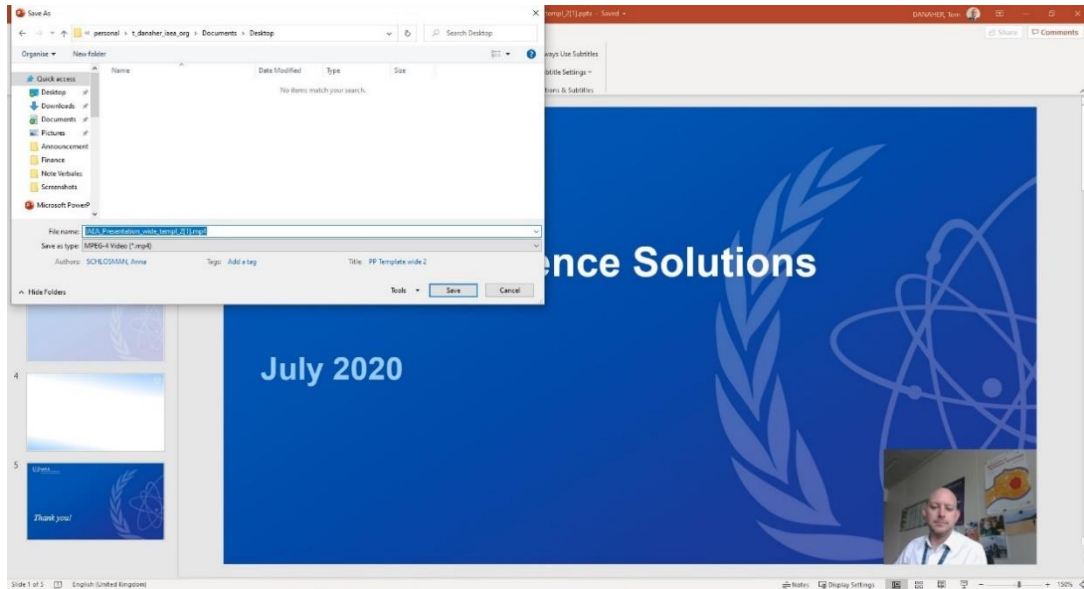 Save As
templ_2[1].pptx - Saved
DANAHER, Tom
personal › t_danaher_iaea_org › Documents › Desktop
Search Desktop
Share
Comments
Organise
New folder
Always Use Subtitles
Subtitle Settings
Name
Date Modified
Type
Size
No items match your search.
Quick access
Desktop
Downloads
Documents
Pictures
Announcement
Finance
Note Verbales
Screenshots
Microsoft PowerP
File name: IAEA_Presentation_wide_templ_2[1].mp4
Save as type: MPEG-4 Video (*.mp4)
Authors: SCHLOSMAN, Anna
Tags: Add a tag
Title: PP Template wide 2
Hide Folders
Tools
Save
Cancel
ence Solutions
July 2020
4
5
Thank you!
Slide 1 of 5
English (United Kingdom)
Notes
Display Settings
150%